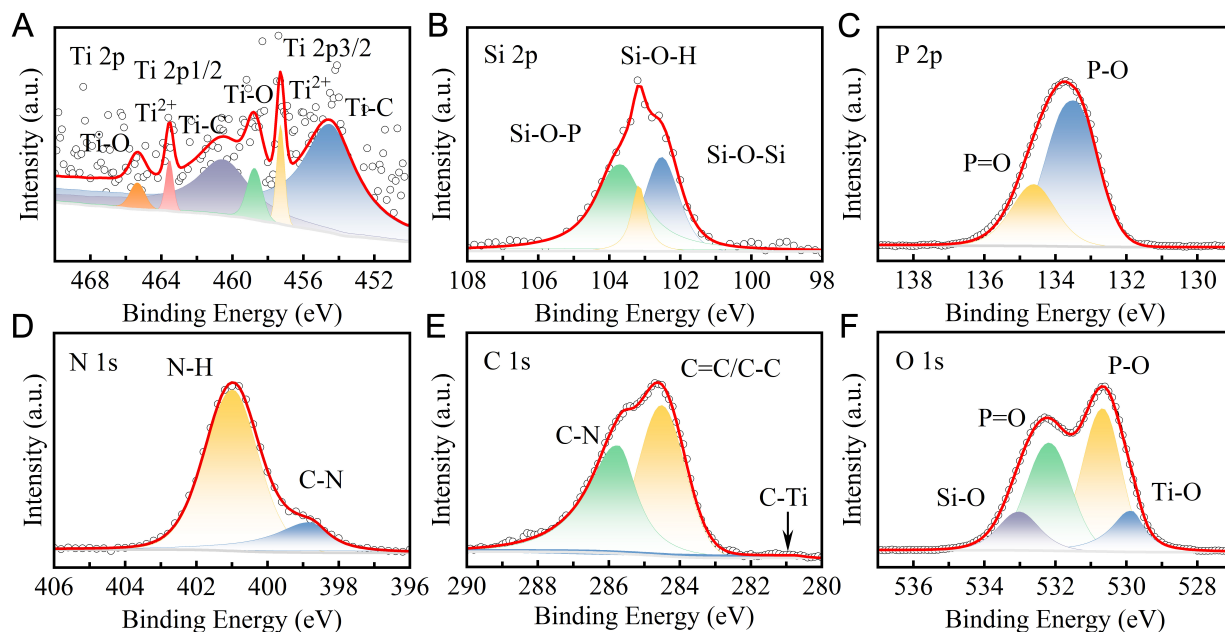 A
Ti 2p
Ti 2p3/2
Ti 2p1/2
Ti²⁺
Ti-O
Ti²⁺
Ti-O
Ti-C
Ti-C
Intensity (a.u.)
468 464 460 456 452
Binding Energy (eV)
B
Si 2p
Si-O-H
Si-O-P
Si-O-Si
Intensity (a.u.)
108 106 104 102 100 98
Binding Energy (eV)
C
P 2p
P-O
P=O
Intensity (a.u.)
138 136 134 132 130
Binding Energy (eV)
D
N 1s
N-H
C-N
Intensity (a.u.)
406 404 402 400 398 396
Binding Energy (eV)
E
C 1s
C=C/C-C
C-N
C-Ti
Intensity (a.u.)
290 288 286 284 282 280
Binding Energy (eV)
F
O 1s
P-O
P=O
Si-O
Ti-O
Intensity (a.u.)
536 534 532 530 528
Binding Energy (eV)